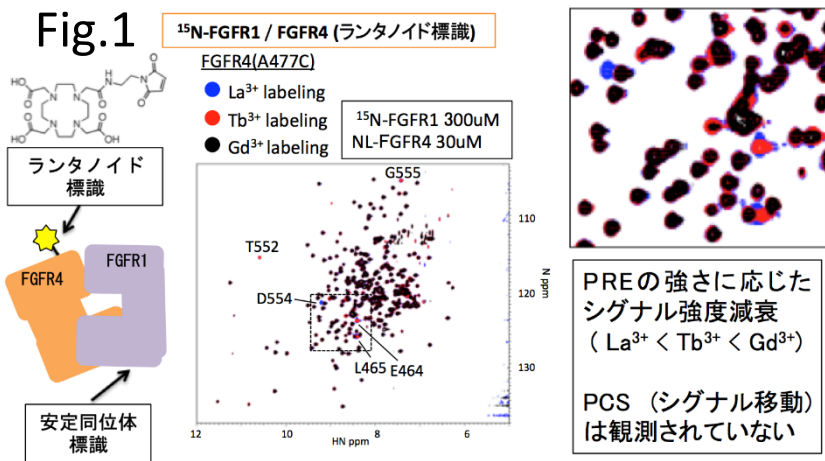 Fig.1
¹⁵N-FGFR1 / FGFR4 (ランタノイド標識)
FGFR4(A477C)
La³⁺ labeling
Tb³⁺ labeling
Gd³⁺ labeling
¹⁵N-FGFR1 300uM
NL-FGFR4 30uM
HO
O
N
N
O
H
N
N
O
O
OH
O
HO
N
N
O
OH
ランタノイド
標識
FGFR4
FGFR1
安定同位体
標識
G555
T552
D554
L465
E464
110
120
130
N ppm
12
10
8
6
HN ppm
PREの強さに応じた
シグナル強度減衰
( La³⁺ < Tb³⁺ < Gd³⁺)
PCS (シグナル移動)
は観測されていない